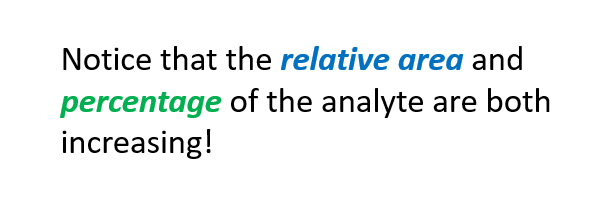 Notice that the relative area and
percentage of the analyte are both
increasing!